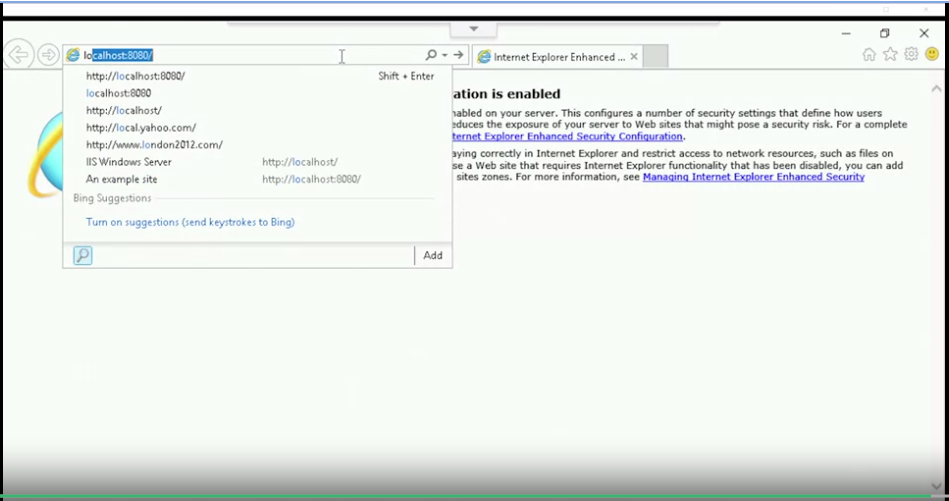 localhost:8080/
Internet Explorer Enhanced ...
http://localhost:8080/ Shift + Enter
localhost:8080
http://localhost/
http://local.yahoo.com/
http://www.london2012.com/
IIS Windows Server http://localhost/
An example site http://localhost:8080/
Bing Suggestions
Turn on suggestions (send keystrokes to Bing)
Add
ation is enabled
nabled on your server. This configures a number of security settings that define how users
educes the exposure of your server to Web sites that might pose a security risk. For a complete
ternet Explorer Enhanced Security Configuration.
aying correctly in Internet Explorer and restrict access to network resources, such as files on
se a Web site that requires Internet Explorer functionality that has been disabled, you can add
sites zones. For more information, see Managing Internet Explorer Enhanced Security